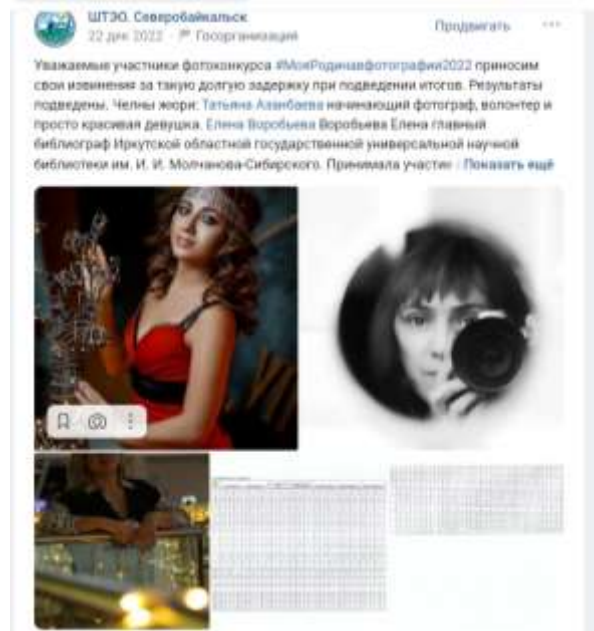 ШТЭО. Северобайкальск
Продвигать
22 дек 2022 · Госорганизация
Уважаемые участники фотоконкурса #МояРодинавфотографии2022 приносим
свои извинения за такую долгую задержку при подведении итогов. Результаты
подведены. Члены жюри: Татьяна Азанбаева начинающий фотограф, волонтер и
просто красивая девушка. Елена Воробьева Воробьева Елена главный
библиограф Иркутской областной государственной универсальной научной
библиотеки им. И. И. Молчанова-Сибирского. Принимала участие Показать ещё